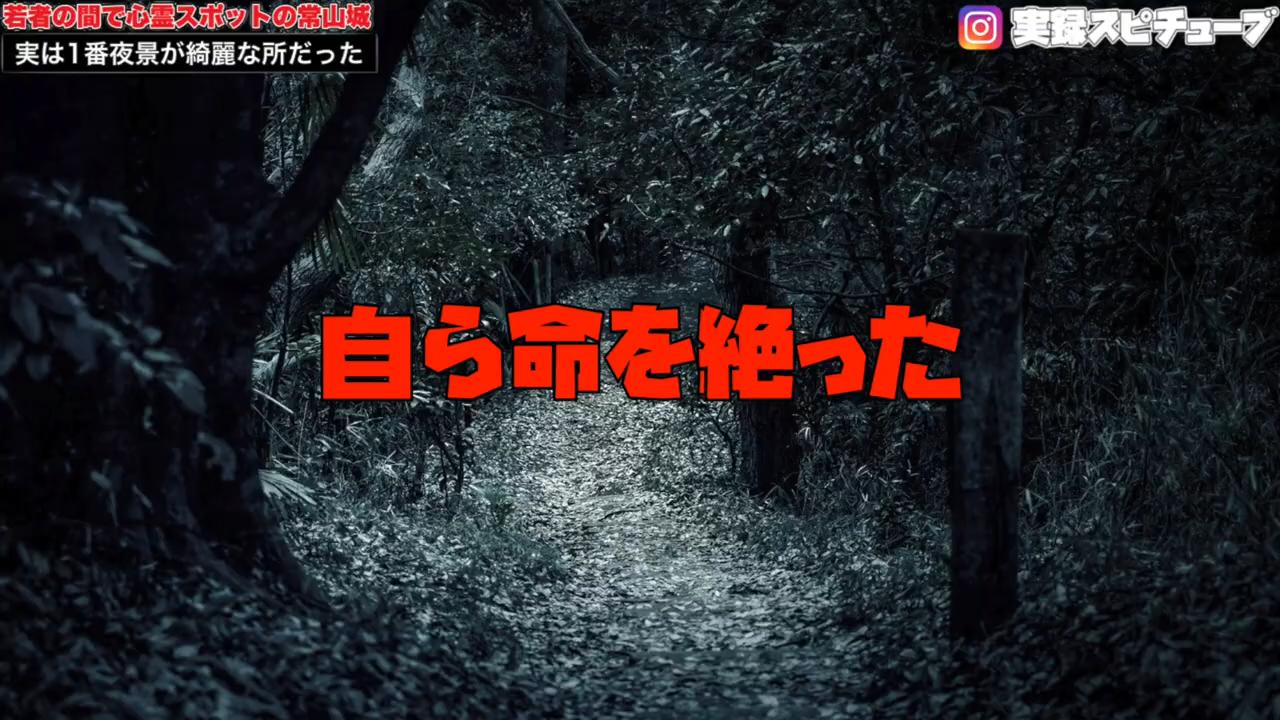 若者の間で心霊スポットの常山城
実は1番夜景が綺麗な所だった
実録スピチューブ
自ら命を絶った